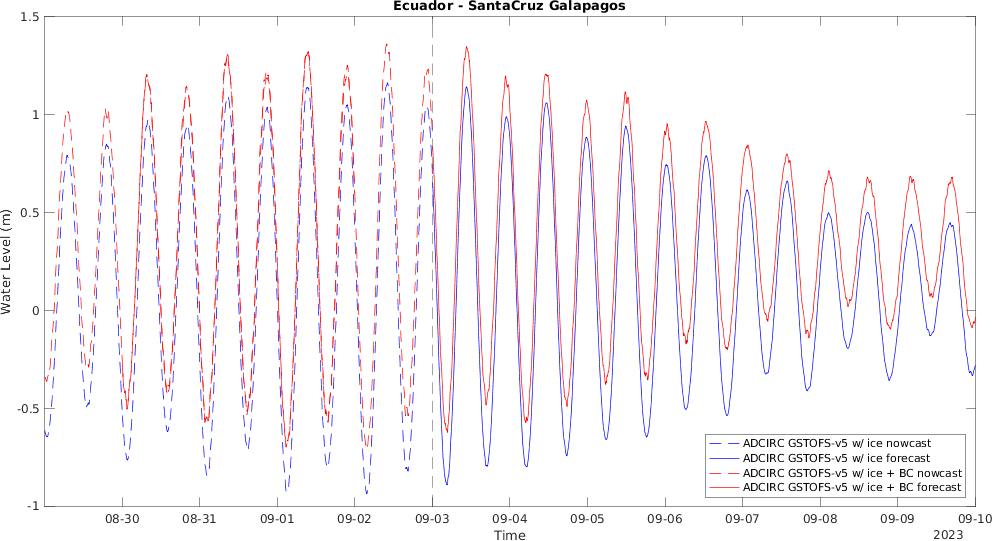 Ecuador - SantaCruz Galapagos
1.5
1
0.5
0
-0.5
-1
Water Level (m)
ADCIRC GSTOFS-v5 w/ ice nowcast
ADCIRC GSTOFS-v5 w/ ice forecast
ADCIRC GSTOFS-v5 w/ ice + BC nowcast
ADCIRC GSTOFS-v5 w/ ice + BC forecast
08-30 08-31 09-01 09-02 09-03 09-04 09-05 09-06 09-07 09-08 09-09 09-10
Time
2023